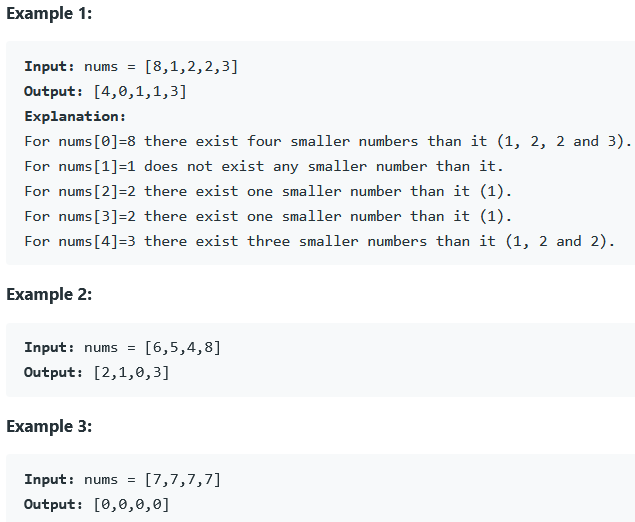 Example 1:
Input: nums = [8,1,2,2,3]
Output: [4,0,1,1,3]
Explanation:
For nums[0]=8 there exist four smaller numbers than it (1, 2, 2 and 3).
For nums[1]=1 does not exist any smaller number than it.
For nums[2]=2 there exist one smaller number than it (1).
For nums[3]=2 there exist one smaller number than it (1).
For nums[4]=3 there exist three smaller numbers than it (1, 2 and 2).
Example 2:
Input: nums = [6,5,4,8]
Output: [2,1,0,3]
Example 3:
Input: nums = [7,7,7,7]
Output: [0,0,0,0]